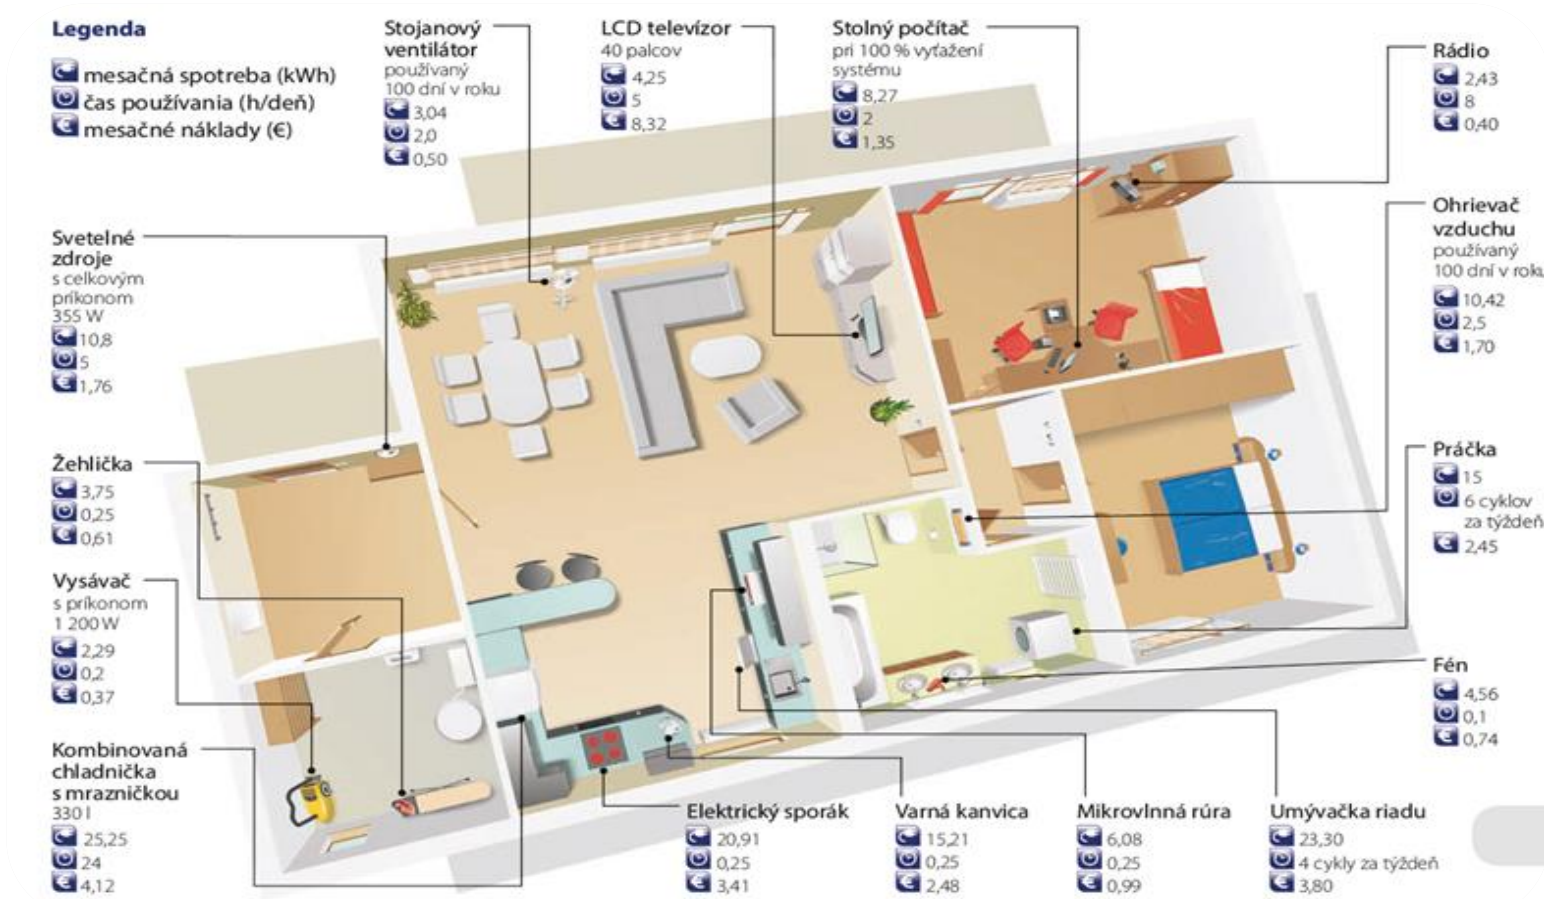 Legenda
mesačná spotreba (kWh)
čas používania (h/deň)
€ mesačné náklady (€)
Stojanový
ventilátor
používaný
100 dní v roku
3,04
2,0
€ 0,50
LCD televízor
40 palcov
4,25
5
€ 8,32
Stolný počítač
pri 100 % vyťažení
systému
8,27
2
€ 1,35
Rádio
2,43
8
€ 0,40
Ohrievač
vzduchu
používaný
100 dní v roku
10,42
2,5
€ 1,70
Svetelné
zdroje
s celkovým
príkonom
355 W
10,8
5
€ 1,76
Žehlička
3,75
0,25
€ 0,61
Práčka
15
6 cyklov
za týždeň
€ 2,45
Vysávač
s príkonom
1 200 W
2,29
0,2
€ 0,37
Fén
4,56
0,1
€ 0,74
Kombinovaná
chladnička
s mrazničkou
330 l
25,25
24
€ 4,12
Elektrický sporák
20,91
0,25
€ 3,41
Varná kanvica
15,21
0,25
€ 2,48
Mikrovlnná rúra
6,08
0,25
€ 0,99
Umývačka riadu
23,30
4 cykly za týždeň
€ 3,80